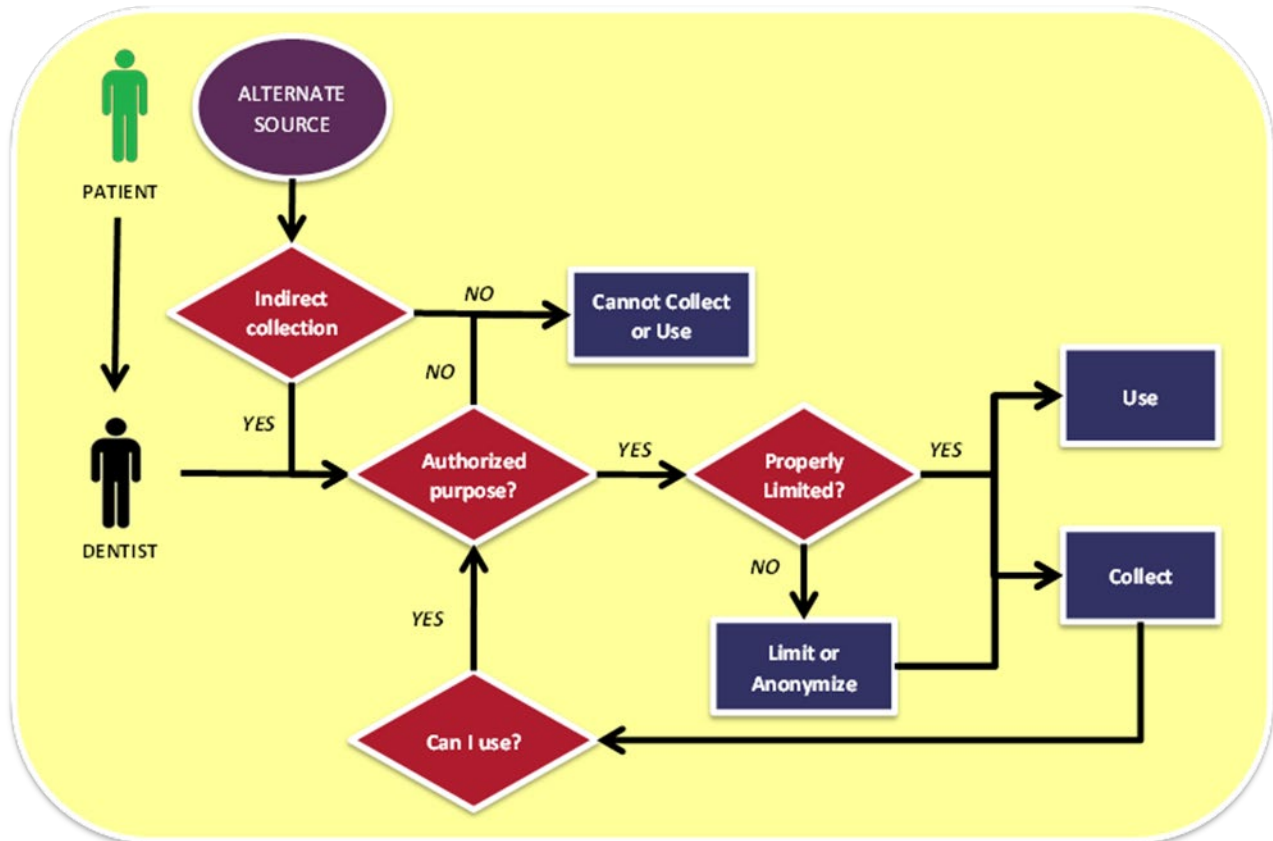 PATIENT
ALTERNATE
SOURCE
Indirect
collection
NO
Cannot Collect
or Use
YES
NO
DENTIST
Authorized
purpose?
YES
Properly
Limited?
YES
Use
NO
Limit or
Anonymize
Collect
YES
Can I use?